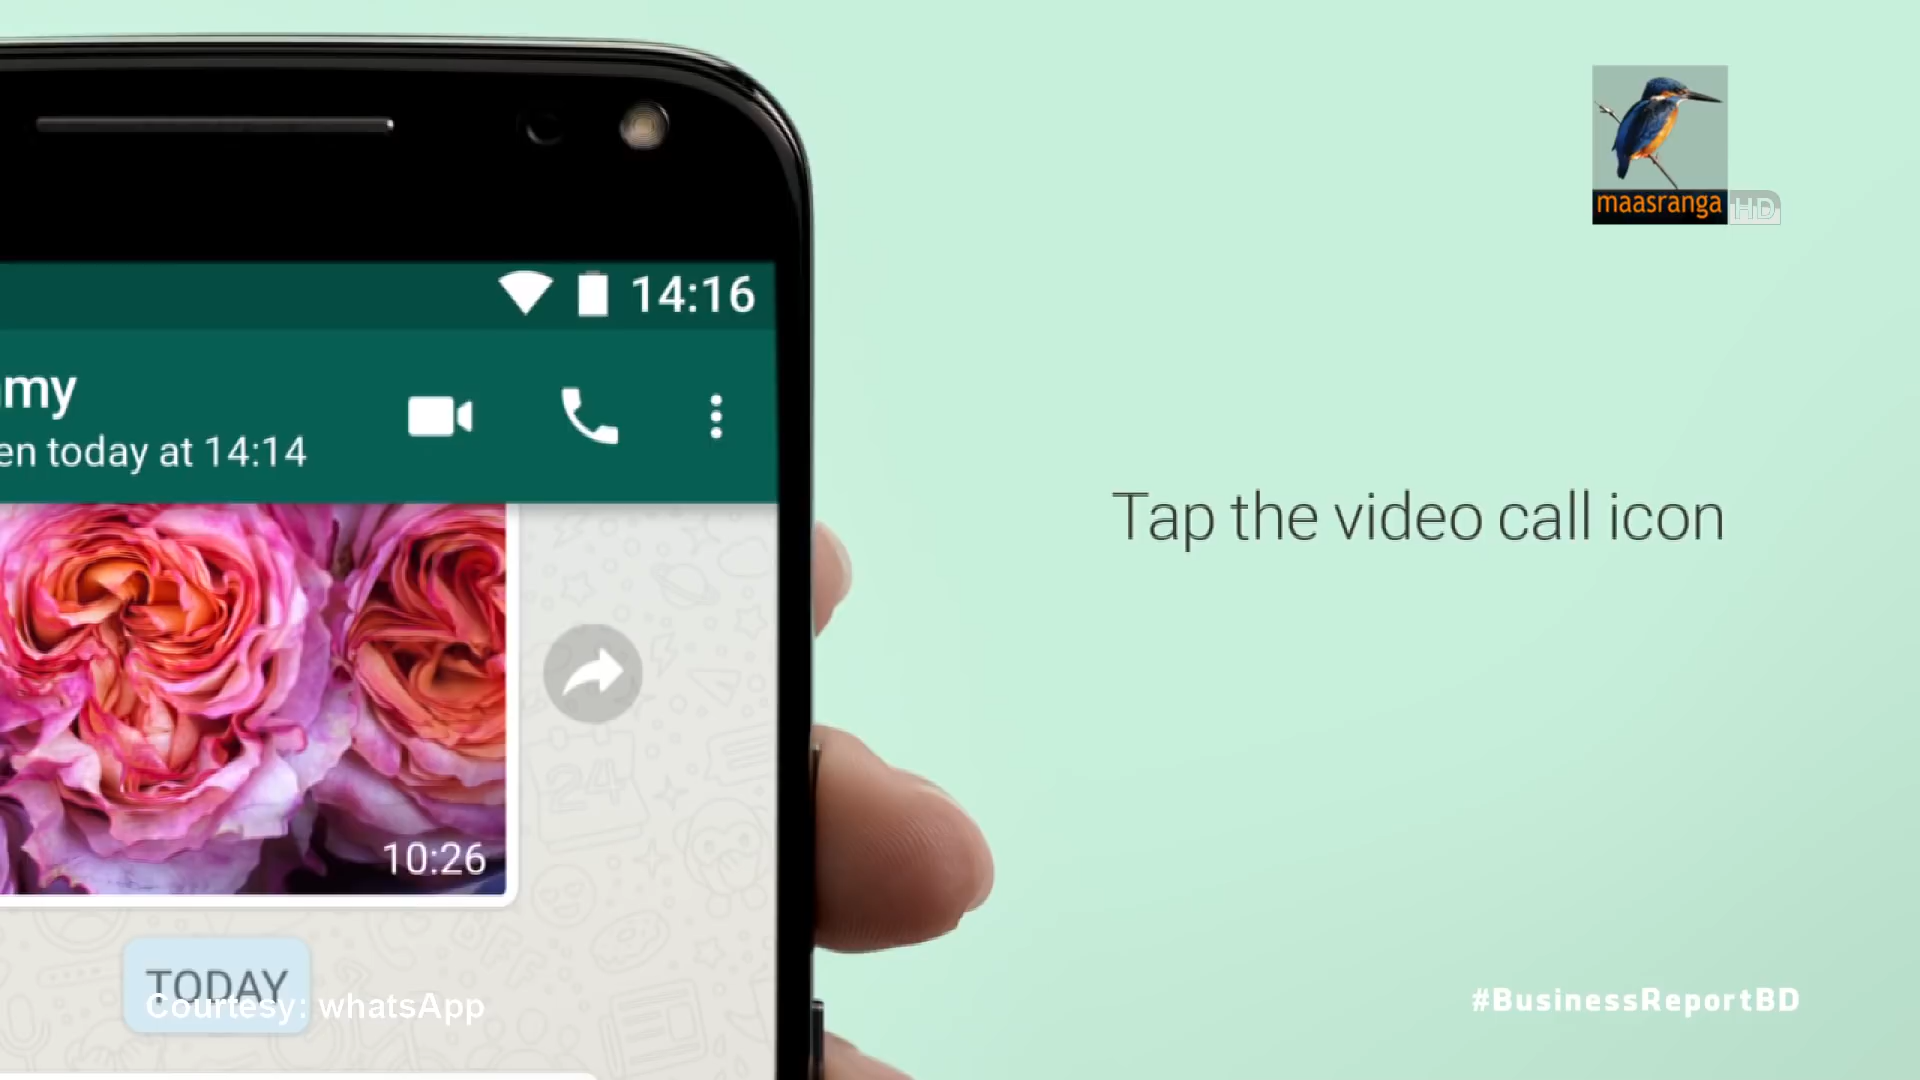 maasranga
HD
14:16
my
en today at 14:14
Tap the video call icon
24
10:26
TODAY
Courtesy: whatsApp
#BusinessReportBD